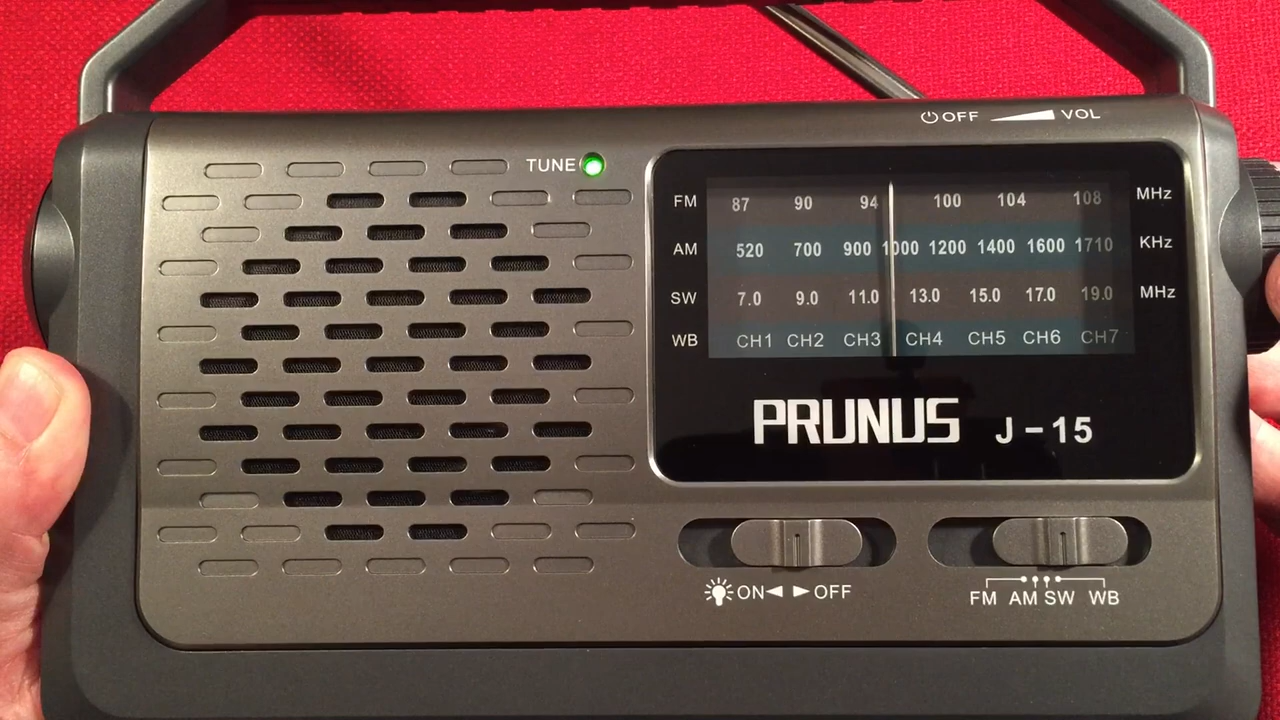 OFF VOL
TUNE
FM 87 90 94 100 104 108 MHz
AM 520 700 900 1000 1200 1400 1600 1710 KHz
SW 7.0 9.0 11.0 13.0 15.0 17.0 19.0 MHz
WB CH1 CH2 CH3 CH4 CH5 CH6 CH7
PRUNUS J-15
ON OFF
FM AM SW WB